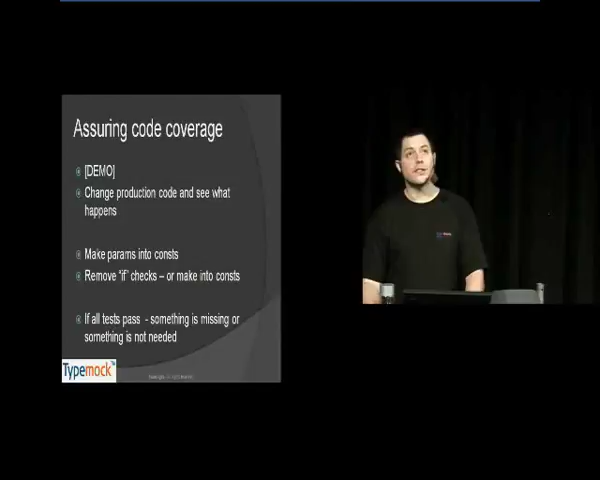 Assuring code coverage
[DEMO]
Change production code and see what
happens
Make params into consts
Remove "if" checks – or make into consts
If all tests pass - something is missing or
something is not needed
Typemock